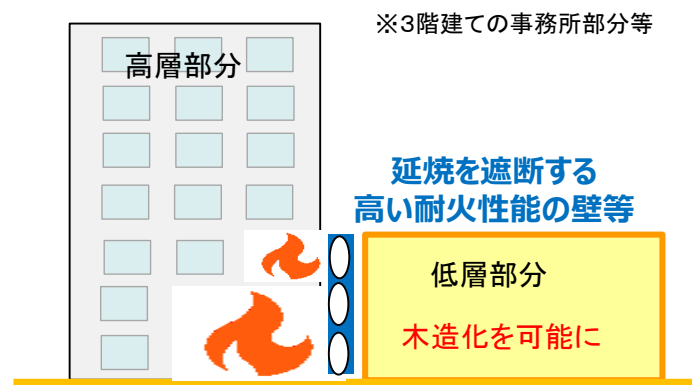 ※3階建ての事務所部分等
高層部分
延焼を遮断する
高い耐火性能の壁等
低層部分
木造化を可能に